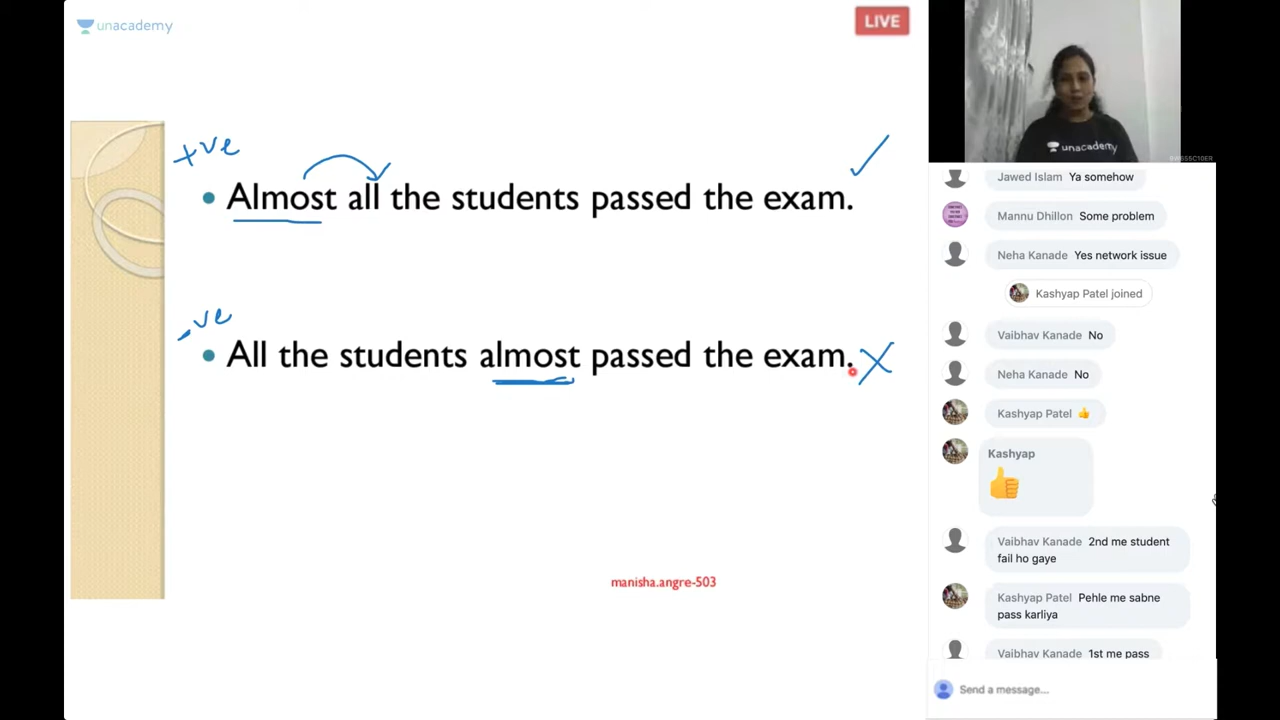 unacademy
LIVE
+ve
• Almost all the students passed the exam.
-ve
• All the students almost passed the exam.
manisha.angre-503
unacademy
Jawed Islam Ya somehow
Mannu Dhillon Some problem
Neha Kanade Yes network issue
Kashyap Patel joined
Vaibhav Kanade No
Neha Kanade No
Kashyap Patel 👍
Kashyap
👍
Vaibhav Kanade 2nd me student
fail ho gaye
Kashyap Patel Pehle me sabne
pass karliya
Vaibhav Kanade 1st me pass
Send a message...